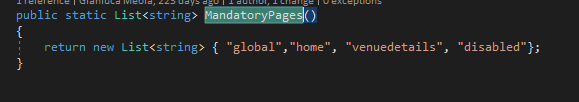 1 reference | Gianluca Meola, 223 days ago | 1 author, 1 change | 0 exceptions
public static List<string> MandatoryPages()
{
return new List<string> { "global","home", "venuedetails", "disabled"};
}